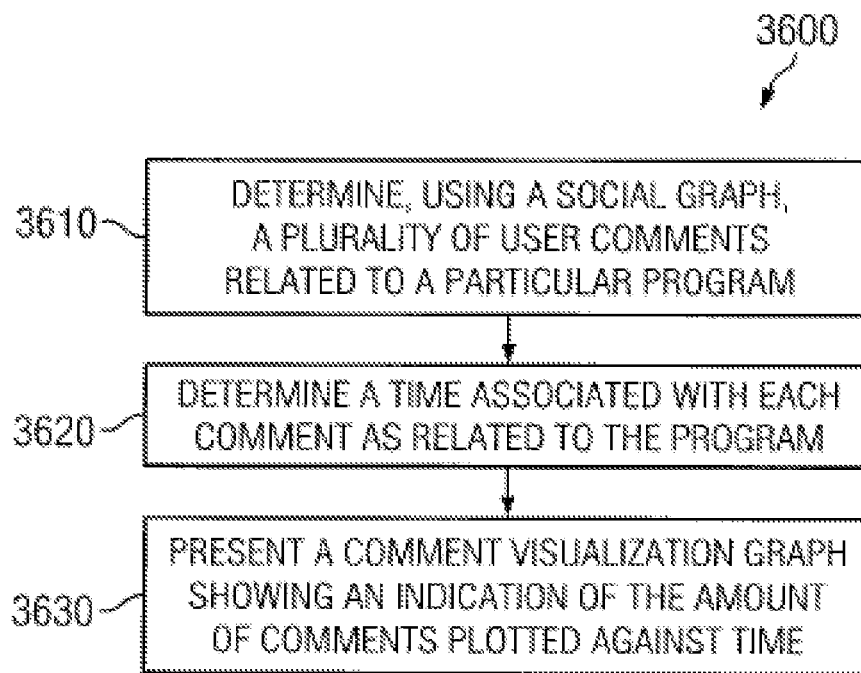 3600
3610
DETERMINE, USING A SOCIAL GRAPH,
A PLURALITY OF USER COMMENTS
RELATED TO A PARTICULAR PROGRAM
3620
DETERMINE A TIME ASSOCIATED WITH EACH
COMMENT AS RELATED TO THE PROGRAM
3630
PRESENT A COMMENT VISUALIZATION GRAPH
SHOWING AN INDICATION OF THE AMOUNT
OF COMMENTS PLOTTED AGAINST TIME